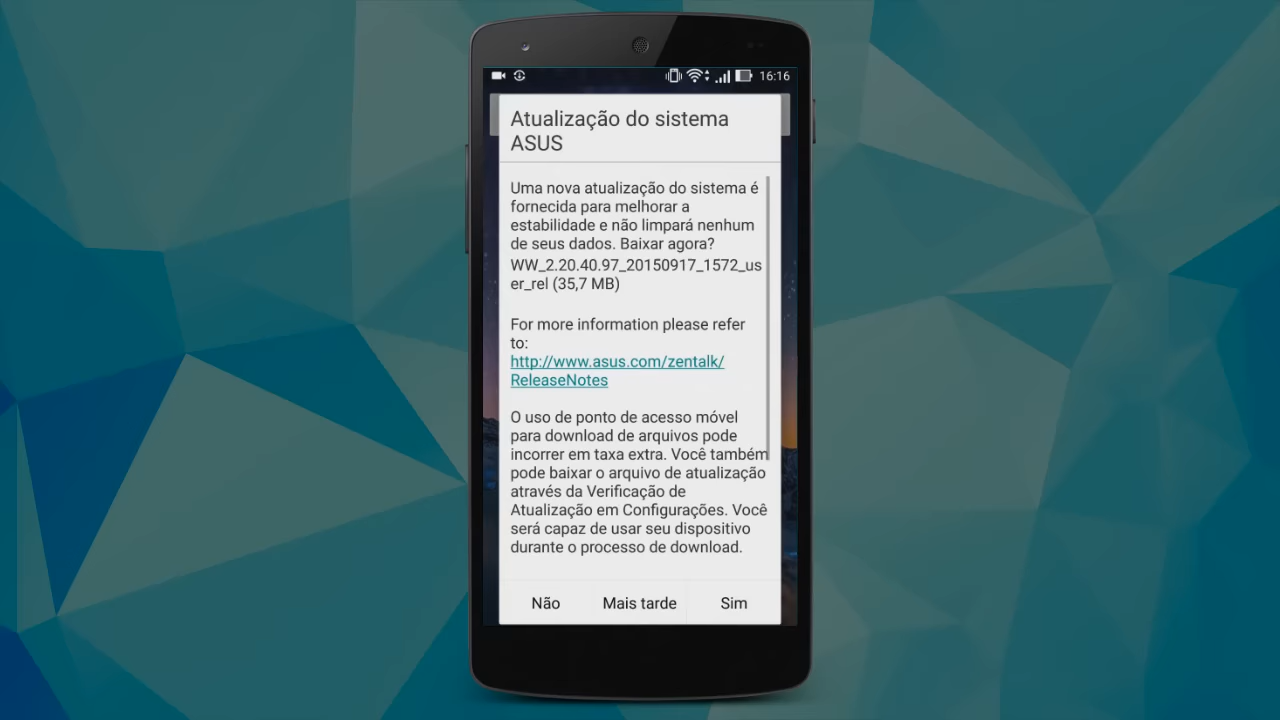 16:16
Atualização do sistema
ASUS
Uma nova atualização do sistema é
fornecida para melhorar a
estabilidade e não limpará nenhum
de seus dados. Baixar agora?
WW_2.20.40.97_20150917_1572_us
er_rel (35,7 MB)
For more information please refer
to:
http://www.asus.com/zentalk/
ReleaseNotes
O uso de ponto de acesso móvel
para download de arquivos pode
incorrer em taxa extra. Você também
pode baixar o arquivo de atualização
através da Verificação de
Atualização em Configurações. Você
será capaz de usar seu dispositivo
durante o processo de download.
Não Mais tarde Sim